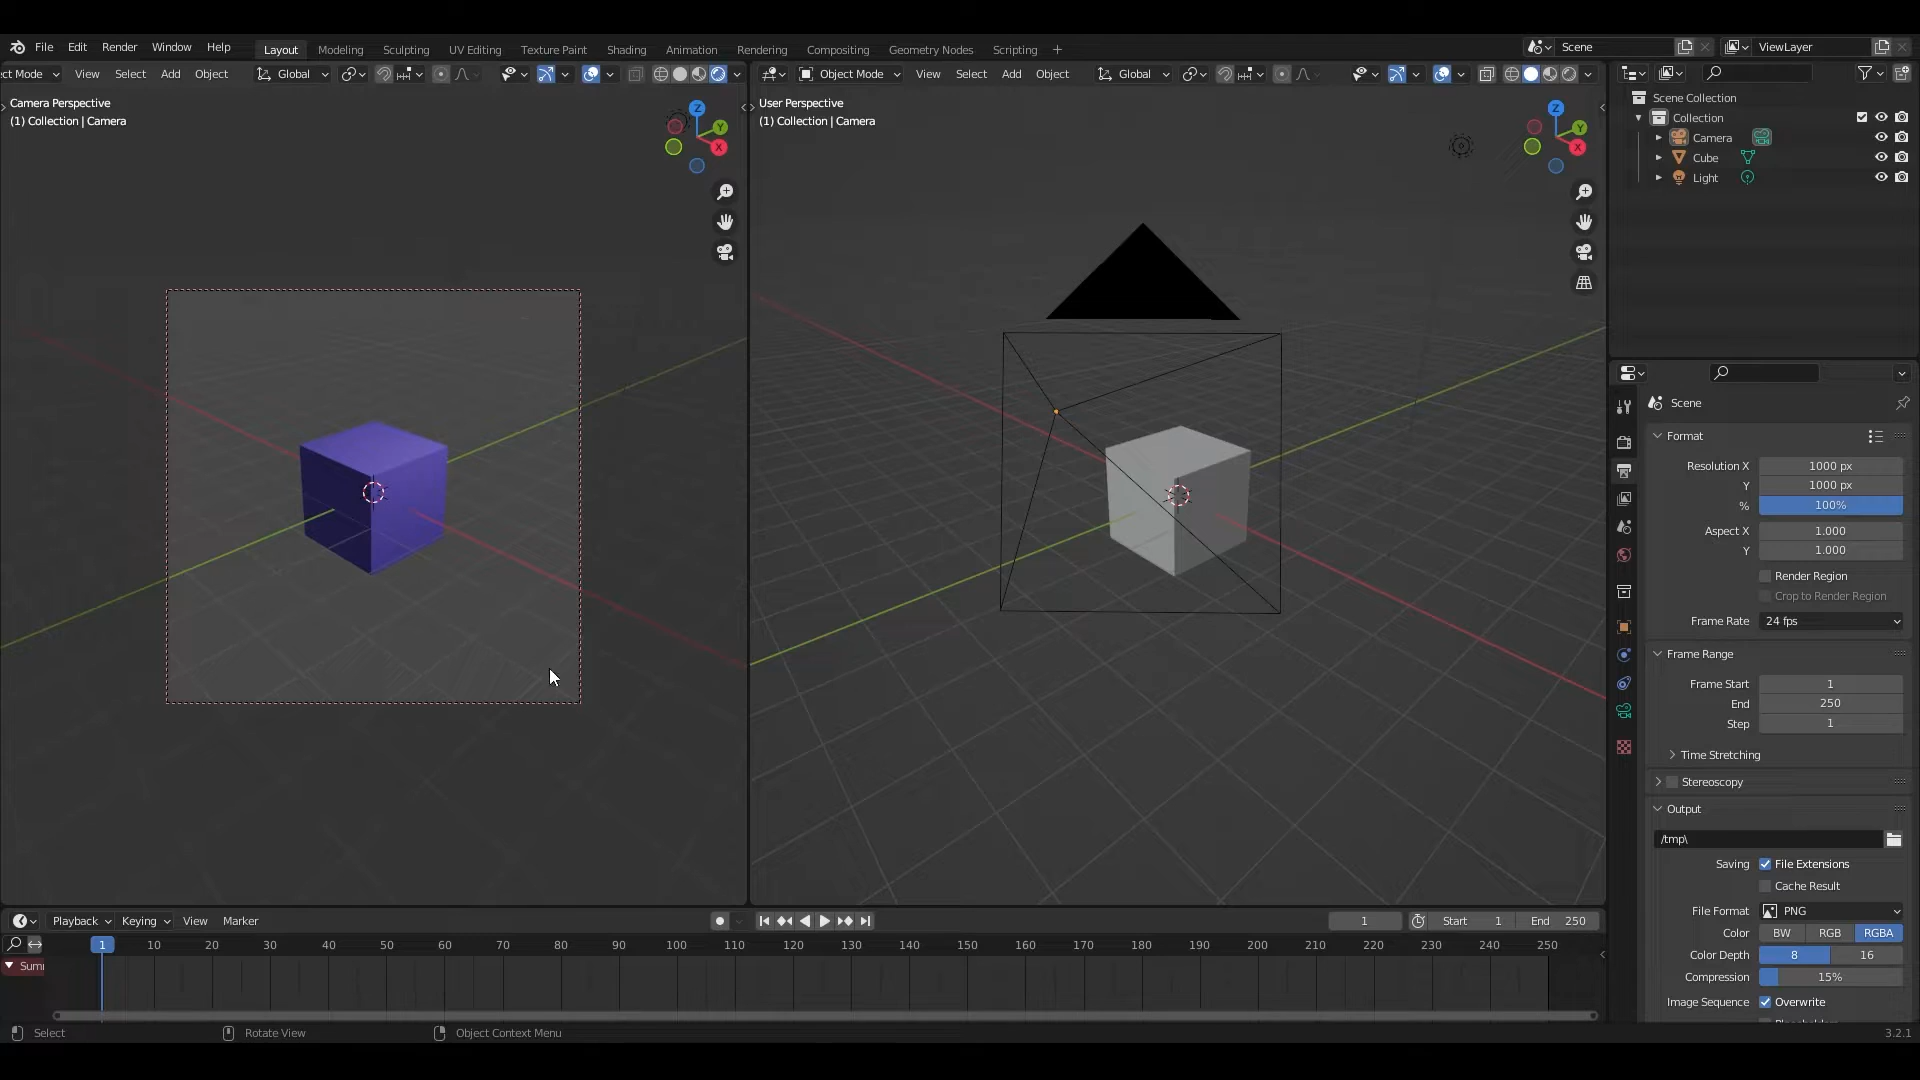 File Edit Render Window Help Layout Modeling Sculpting UV Editing Texture Paint Shading Animation Rendering Compositing Geometry Nodes Scripting + Scene ViewLayer
ct Mode View Select Add Object Global Object Mode View Select Add Object Global
Camera Perspective
(1) Collection | Camera
Z
Y
X
User Perspective
(1) Collection | Camera
Z
Y
X
Scene Collection
Collection
Camera
Cube
Light
Scene
Format
Resolution X 1000 px
Y 1000 px
% 100%
Aspect X 1.000
Y 1.000
Render Region
Crop to Render Region
Frame Rate 24 fps
Frame Range
Frame Start 1
End 250
Step 1
Time Stretching
Stereoscopy
Output
/tmp\
Saving File Extensions
Cache Result
File Format PNG
Color BW RGB RGBA
Color Depth 8 16
Compression 15%
Image Sequence Overwrite
Playback Keying View Marker 1 Start 1 End 250
1 10 20 30 40 50 60 70 80 90 100 110 120 130 140 150 160 170 180 190 200 210 220 230 240 250
Summ
Select Rotate View Object Context Menu 3.2.1